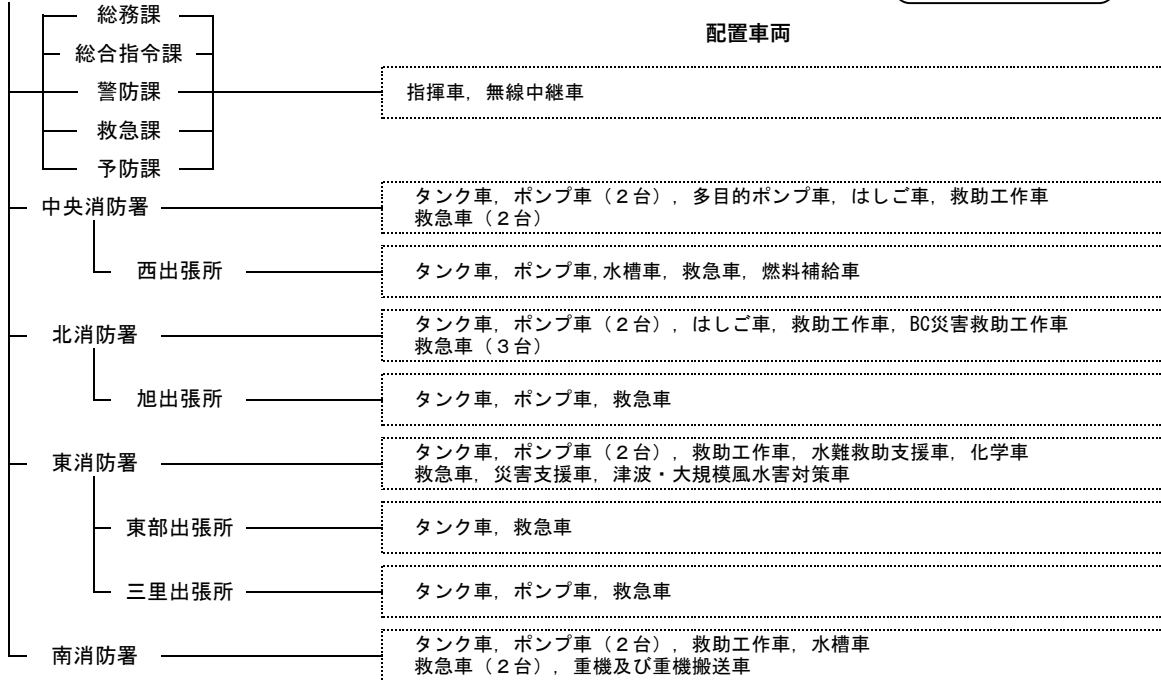 配置車両
総務課
総合指令課
警防課
指揮車，無線中継車
救急課
予防課
中央消防署
タンク車，ポンプ車（２台），多目的ポンプ車，はしご車，救助工作車
救急車（２台）
西出張所
タンク車，ポンプ車，水槽車，救急車，燃料補給車
北消防署
タンク車，ポンプ車（２台），はしご車，救助工作車，BC災害救助工作車
救急車（３台）
旭出張所
タンク車，ポンプ車，救急車
東消防署
タンク車，ポンプ車（２台），救助工作車，水難救助支援車，化学車
救急車，災害支援車，津波・大規模風水害対策車
東部出張所
タンク車，救急車
三里出張所
タンク車，ポンプ車，救急車
南消防署
タンク車，ポンプ車（２台），救助工作車，水槽車
救急車（２台），重機及び重機搬送車